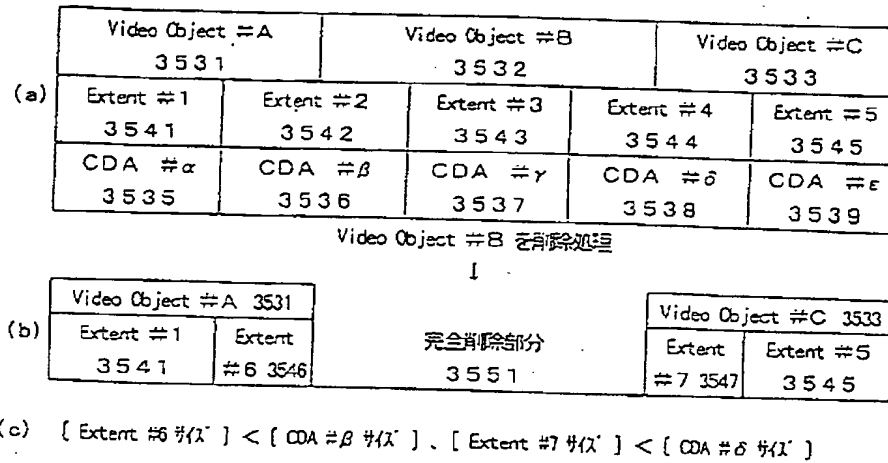 Video Object #A Video Object #B Video Object #C
3531 3532 3533
(a)
Extent #1 Extent #2 Extent #3 Extent #4 Extent #5
3541 3542 3543 3544 3545
CDA #α CDA #β CDA #γ CDA #δ CDA #ε
3535 3536 3537 3538 3539
Video Object #B を削除処理
↓
Video Object #A 3531 Video Object #C 3533
(b)
Extent #1 Extent 完全削除部分 Extent Extent #5
3541 #6 3546 3551 #7 3547 3545
(c) [ Extent #6 サイズ ] < [ CDA #β サイズ ] 、 [ Extent #7 サイズ ] < [ CDA #δ サイズ ]